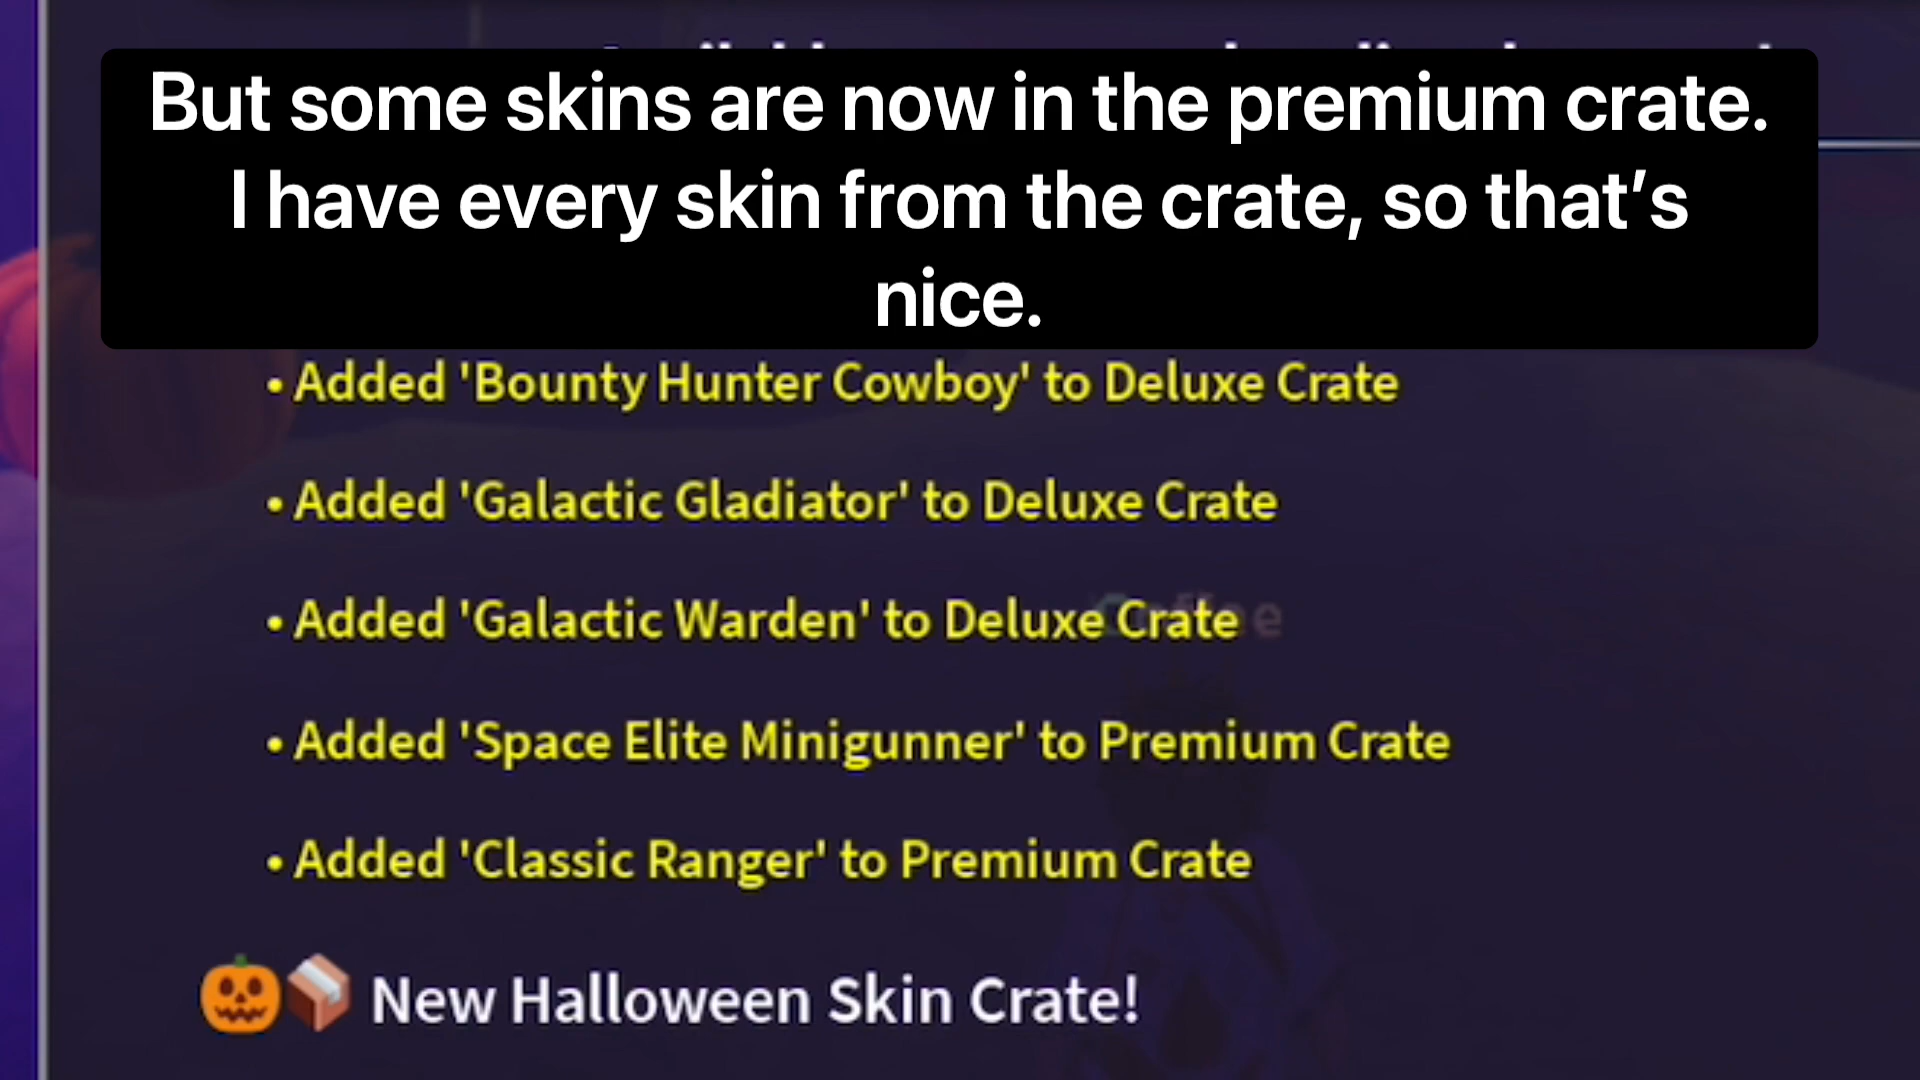 But some skins are now in the premium crate.
I have every skin from the crate, so that’s
nice.
• Added 'Bounty Hunter Cowboy' to Deluxe Crate
• Added 'Galactic Gladiator' to Deluxe Crate
• Added 'Galactic Warden' to Deluxe Crate
• Added 'Space Elite Minigunner' to Premium Crate
• Added 'Classic Ranger' to Premium Crate
🎃📦 New Halloween Skin Crate!